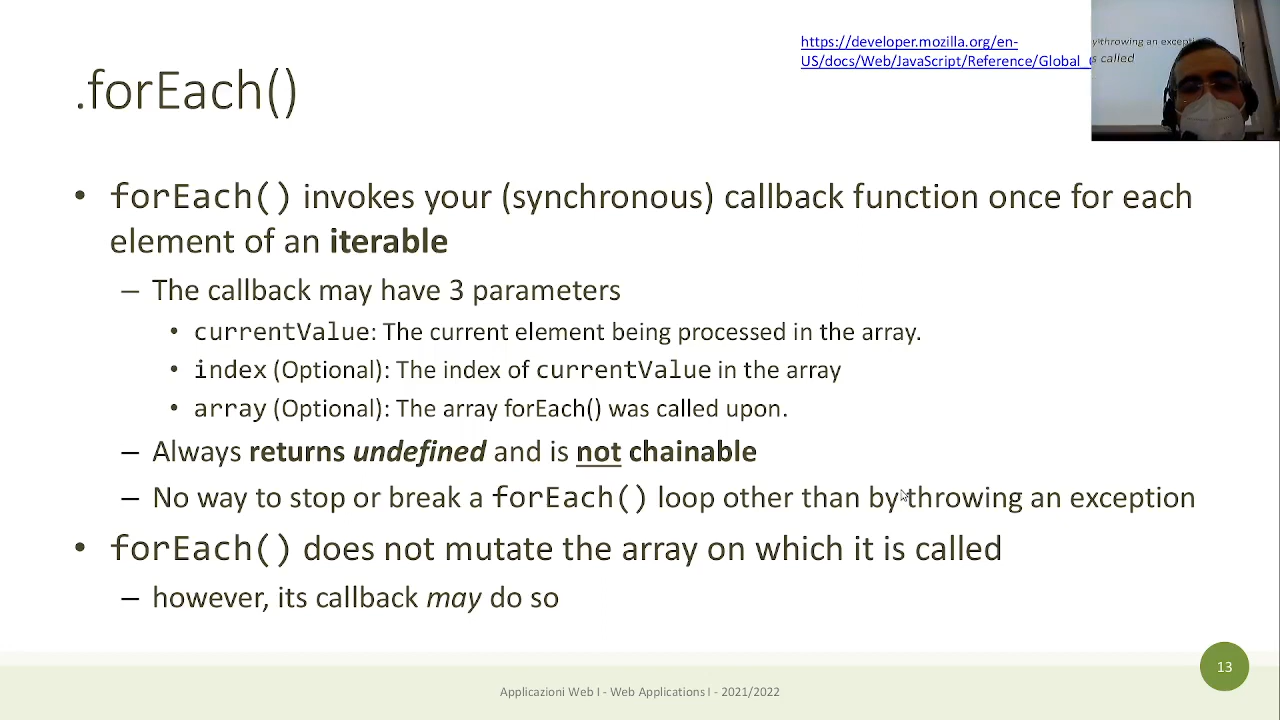 https://developer.mozilla.org/en-
US/docs/Web/JavaScript/Reference/Global_
throwing an
s called
.forEach()
• forEach() invokes your (synchronous) callback function once for each
element of an iterable
– The callback may have 3 parameters
• currentValue: The current element being processed in the array.
• index (Optional): The index of currentValue in the array
• array (Optional): The array forEach() was called upon.
– Always returns undefined and is not chainable
– No way to stop or break a forEach() loop other than by throwing an exception
• forEach() does not mutate the array on which it is called
– however, its callback may do so
13
Applicazioni Web I - Web Applications I - 2021/2022